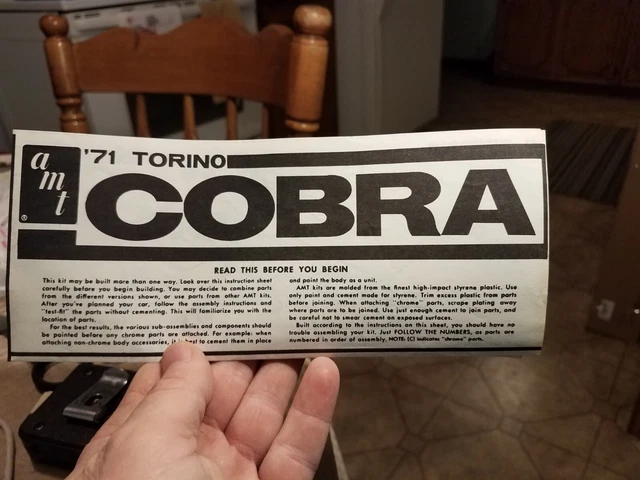 amt
®
'71 TORINO
COBRA
READ THIS BEFORE YOU BEGIN
This kit may be built more than one way. Look over this instruction sheet
carefully before you begin building. You may decide to combine parts
from the different versions shown, or use parts from other AMT kits.
After you've planned your car, follow the assembly instructions and
"test-fit" the parts without cementing. This will familiarize you with the
location of parts.
For the best results, the various sub-assemblies and components should
be painted before any chrome parts are attached. For example: when
attaching non-chrome body accessories, it is best to cement them in place
and paint the body as a unit.
AMT kits are molded from the finest high-impact styrene plastic. Use
only paint and cement made for styrene. Trim excess plastic from parts
before joining. When attaching "chrome" parts, scrape plating away
where parts are to be joined. Use just enough cement to join parts, and
be careful not to smear cement on exposed surfaces.
Built according to the instructions on this sheet, you should have no
trouble assembling your kit. Just FOLLOW THE NUMBERS, as parts are
numbered in order of assembly. NOTE: (C) indicates "chrome" parts.